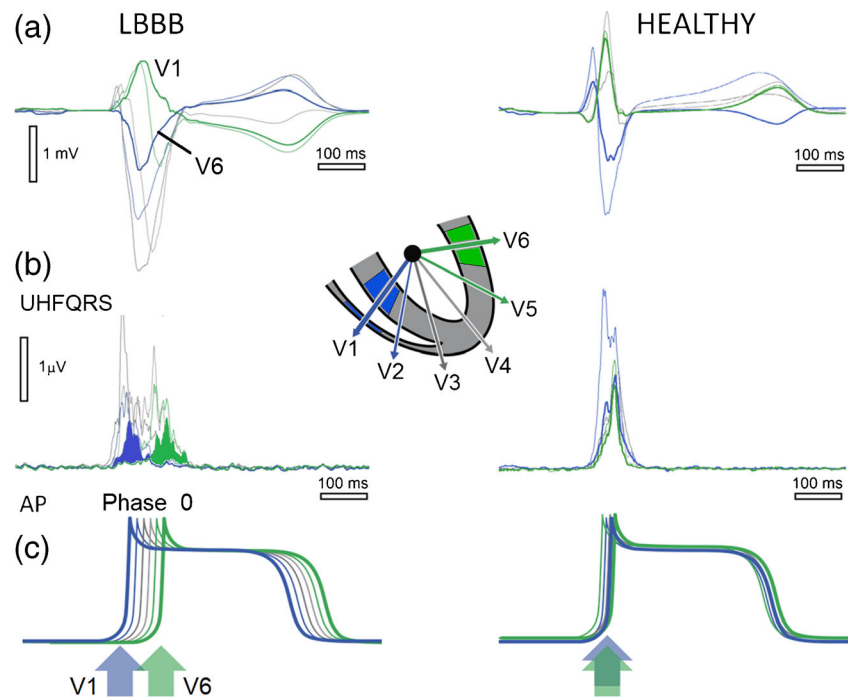 (a) LBBB HEALTHY
V1
1 mV
V6
100 ms 100 ms
(b)
UHFQRS
1μV
V6
V5
V4
V3
V2
V1
100 ms 100 ms
AP Phase 0
(c)
V1 V6